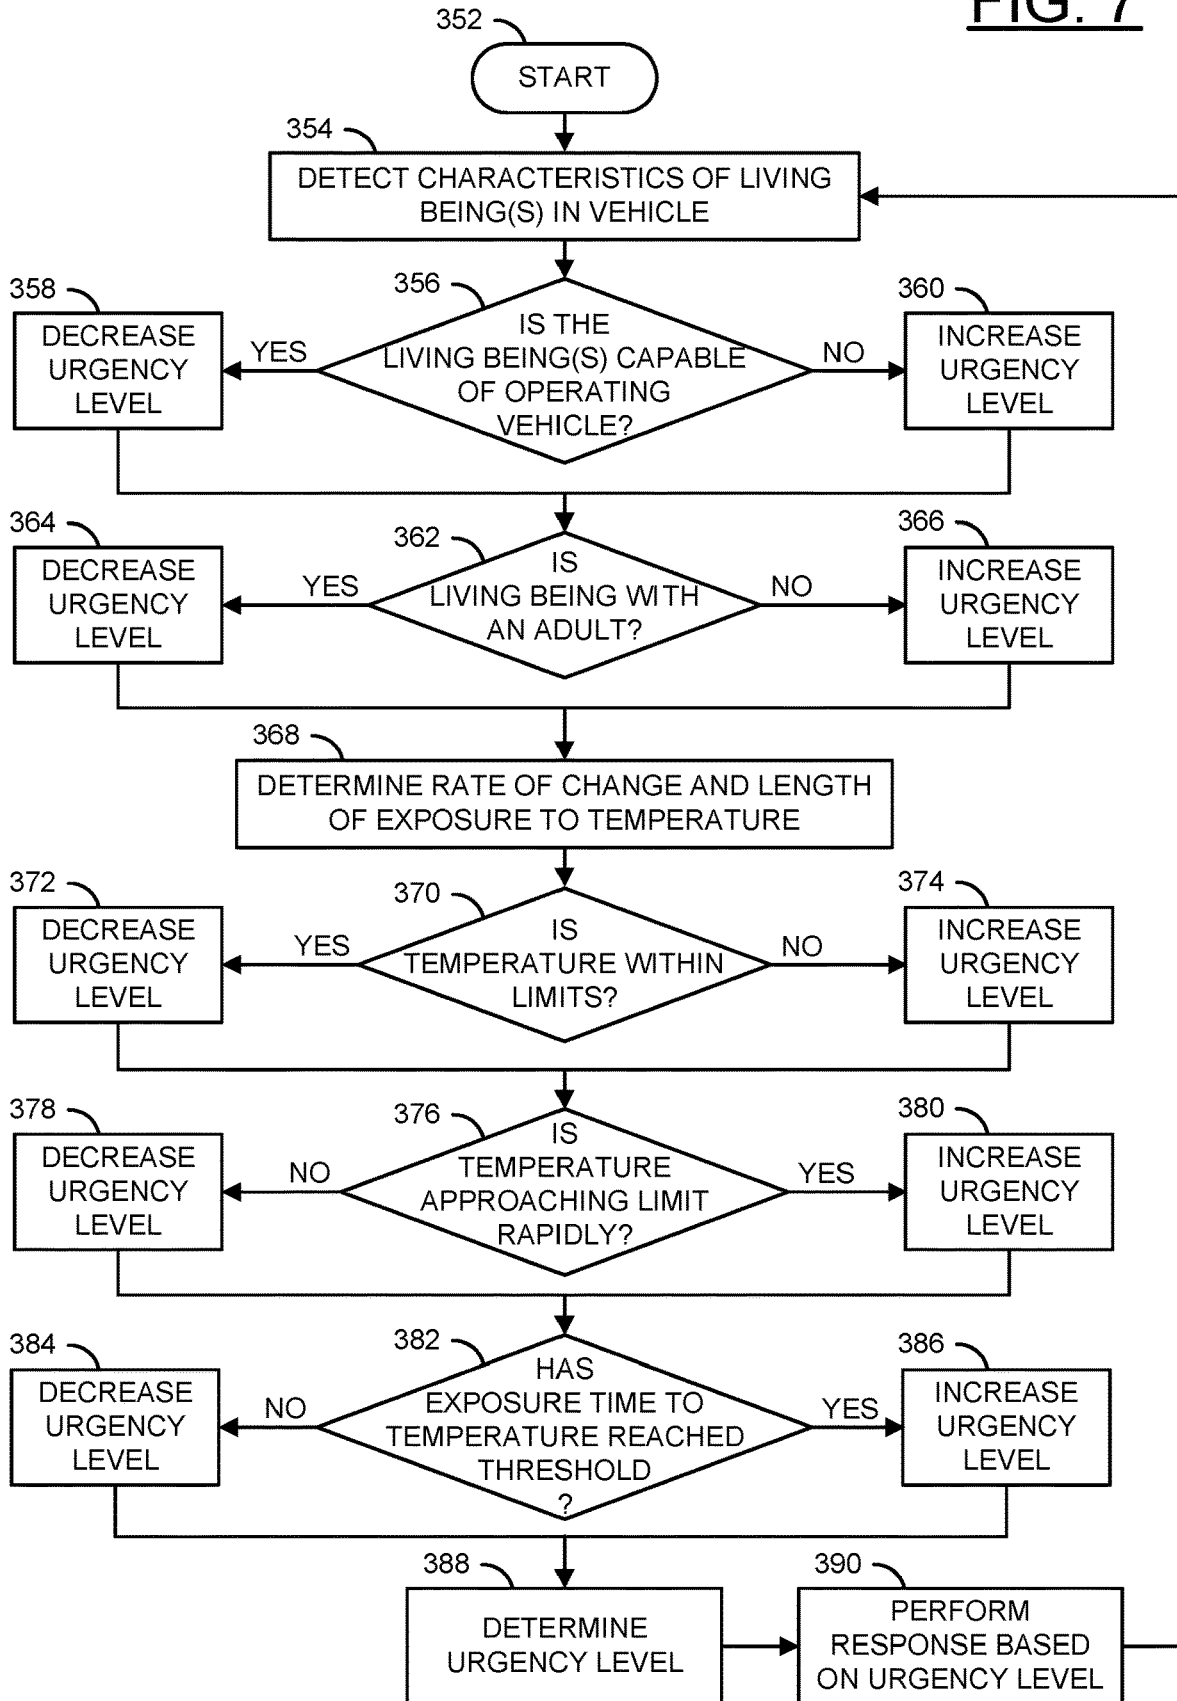 FIG. 7
352
START
354
DETECT CHARACTERISTICS OF LIVING
BEING(S) IN VEHICLE
356
IS THE
LIVING BEING(S) CAPABLE
OF OPERATING
VEHICLE?
358
YES
DECREASE
URGENCY
LEVEL
360
NO
INCREASE
URGENCY
LEVEL
362
IS
LIVING BEING WITH
AN ADULT?
364
YES
DECREASE
URGENCY
LEVEL
366
NO
INCREASE
URGENCY
LEVEL
368
DETERMINE RATE OF CHANGE AND LENGTH
OF EXPOSURE TO TEMPERATURE
370
IS
TEMPERATURE WITHIN
LIMITS?
372
YES
DECREASE
URGENCY
LEVEL
374
NO
INCREASE
URGENCY
LEVEL
376
IS
TEMPERATURE
APPROACHING LIMIT
RAPIDLY?
378
NO
DECREASE
URGENCY
LEVEL
380
YES
INCREASE
URGENCY
LEVEL
382
HAS
EXPOSURE TIME TO
TEMPERATURE REACHED
THRESHOLD
?
384
NO
DECREASE
URGENCY
LEVEL
386
YES
INCREASE
URGENCY
LEVEL
388
DETERMINE
URGENCY LEVEL
390
PERFORM
RESPONSE BASED
ON URGENCY LEVEL